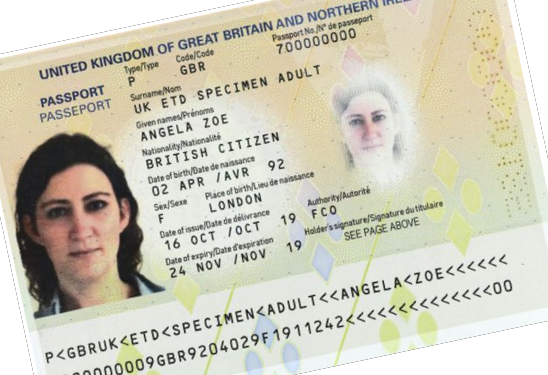 UNITED KINGDOM OF GREAT BRITAIN AND NORTHERN
PASSPORT
PASSEPORT
Type/Type Code/Code Passport No./Nº de passeport
P GBR 700000000
Surname/Nom
UK ETD SPECIMEN ADULT
Given names/Prénoms
ANGELA ZOE
Nationality/Nationalité
BRITISH CITIZEN
Date of birth/Date de naissance
02 APR /AVR 92
Sex/Sexe Place of birth/Lieu de naissance
F LONDON
Date of issue/Date de délivrance Authority/Autorité
16 OCT /OCT 19 FCO
Date of expiry/Date d'expiration Holder's signature/Signature du titulaire
24 NOV /NOV 19 SEE PAGE ABOVE
P<GBRUK<ETD<SPECIMEN<ADULT<<ANGELA<ZOE<<<<<<
00000009GBR9204029F1911242<<<<<<<<<<<<<<00